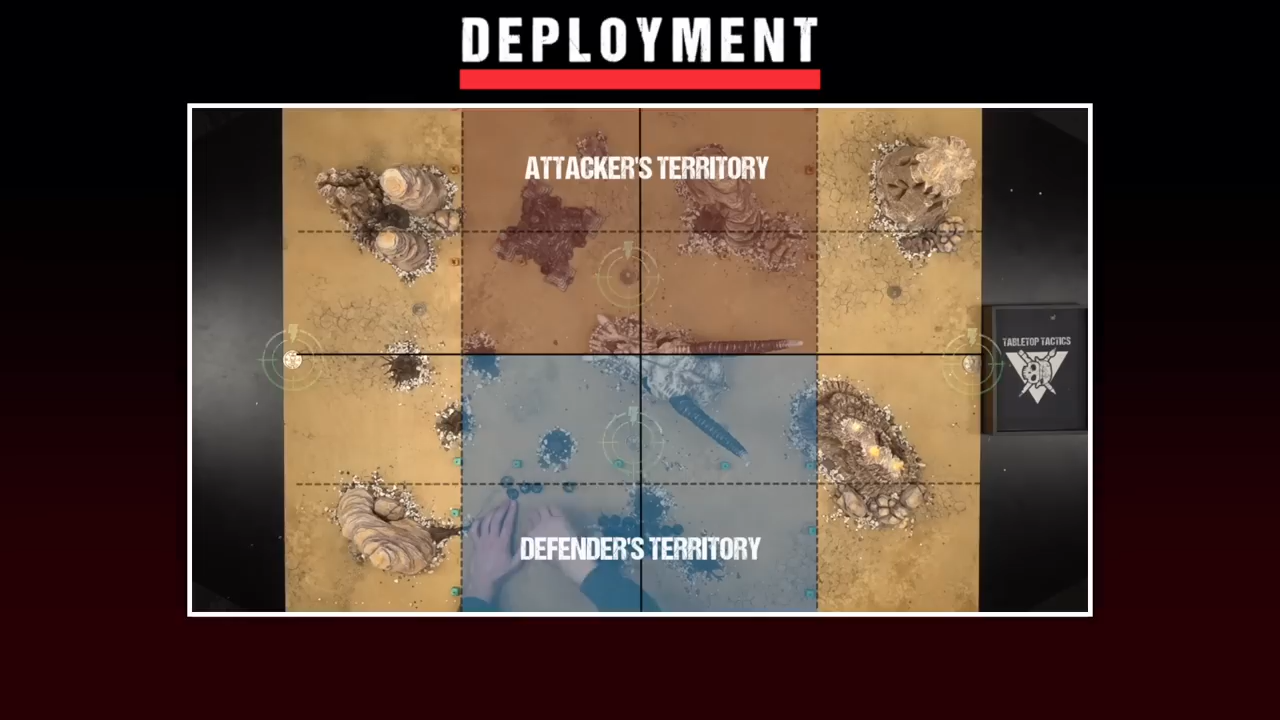 DEPLOYMENT
ATTACKER'S TERRITORY
TABLETOP TACTICS
DEFENDER'S TERRITORY